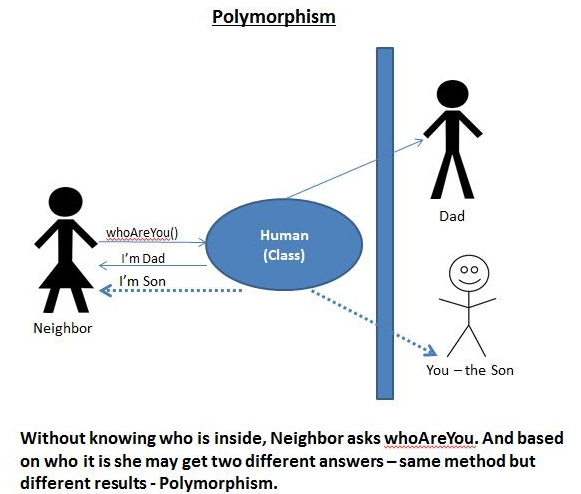 Polymorphism
Dad
whoAreYou()
Human
(Class)
I'm Dad
I'm Son
Neighbor
You – the Son
Without knowing who is inside, Neighbor asks whoAreYou. And based
on who it is she may get two different answers – same method but
different results - Polymorphism.